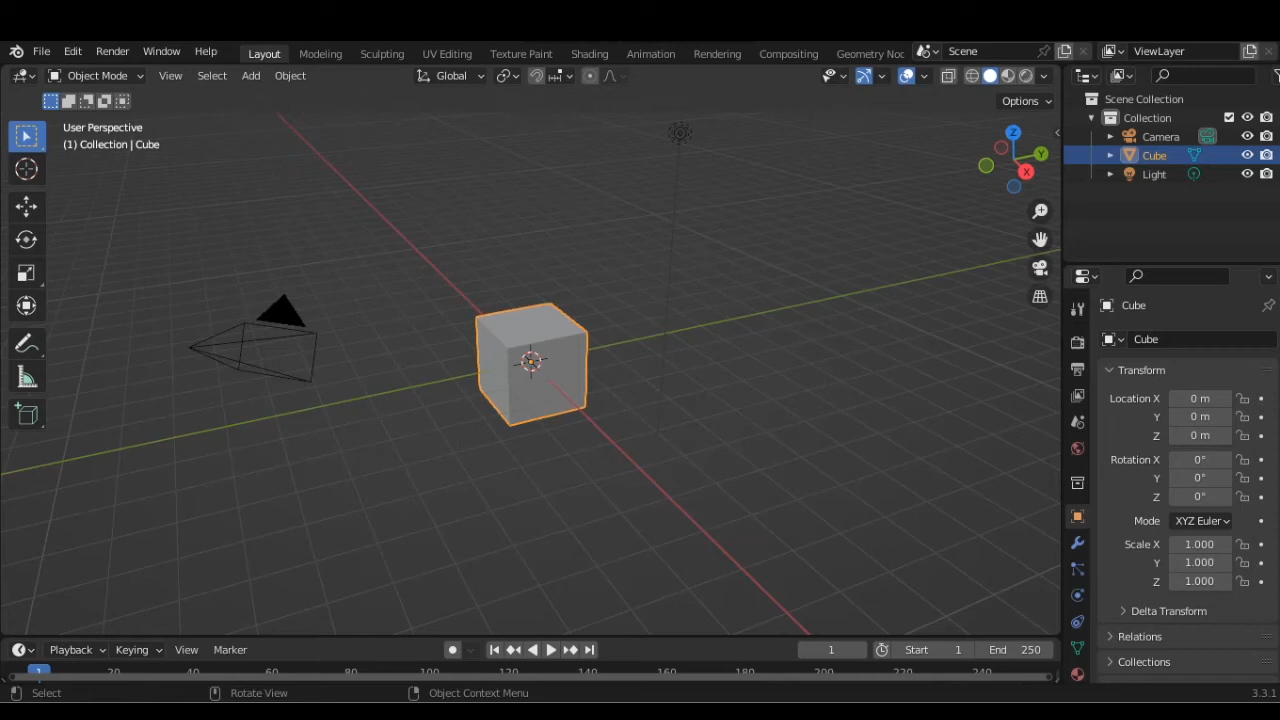 File Edit Render Window Help Layout Modeling Sculpting UV Editing Texture Paint Shading Animation Rendering Compositing Geometry Noc Scene ViewLayer
Object Mode View Select Add Object Global
Options
User Perspective
(1) Collection | Cube
Z
Y
X
Scene Collection
Collection
Camera
Cube
Light
Cube
Cube
Transform
Location X 0 m
Y 0 m
Z 0 m
Rotation X 0°
Y 0°
Z 0°
Mode XYZ Euler
Scale X 1.000
Y 1.000
Z 1.000
Delta Transform
Relations
Collections
Playback Keying View Marker 1 Start 1 End 250
1 20 40 60 80 100 120 140 160 180 200 220 240
Select Rotate View Object Context Menu 3.3.1